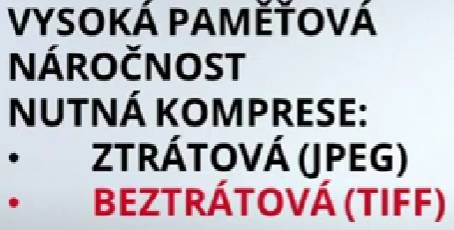 VYSOKÁ PAMĚŤOVÁ
NÁROČNOST
NUTNÁ KOMPRESE:
• ZTRÁTOVÁ (JPEG)
• BEZTRÁTOVÁ (TIFF)